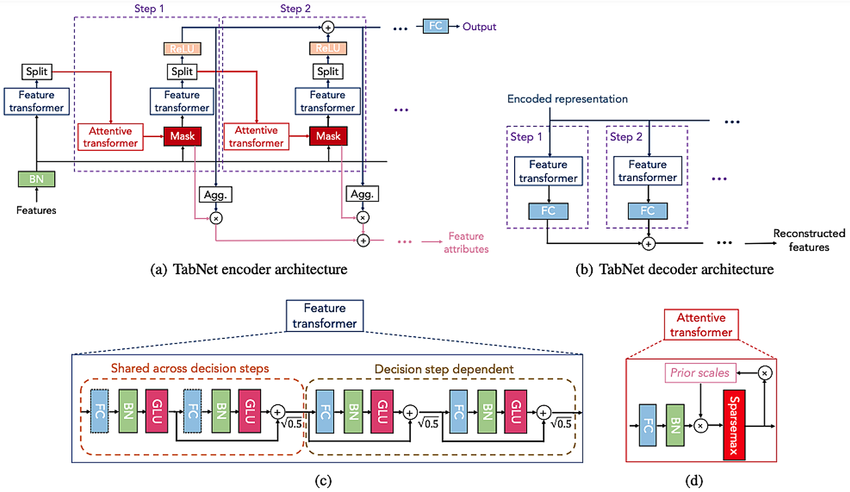 Step 1
Step 2
... FC Output
ReLU
ReLU
Split
Split
Split
Feature transformer
Feature transformer
Feature transformer
...
Attentive transformer
Mask
Attentive transformer
Mask
BN
Features
Agg.
Agg.
×
×
+
+
...
Feature attributes
(a) TabNet encoder architecture
Encoded representation
...
Step 1
Step 2
Feature transformer
Feature transformer
...
FC
FC
+
...
Reconstructed features
(b) TabNet decoder architecture
Feature transformer
Shared across decision steps
Decision step dependent
FC BN GLU FC BN GLU + √0.5 FC BN GLU + √0.5 FC BN GLU + √0.5
(c)
Attentive transformer
Prior scales
×
FC BN × Sparsemax
(d)